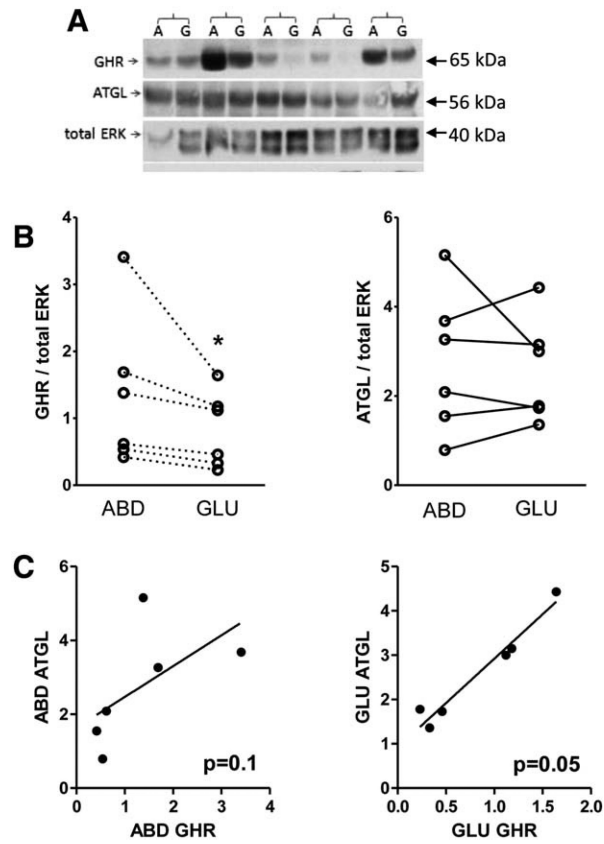 A
A G A G A G A G A G
GHR → ← 65 kDa
ATGL → ← 56 kDa
total ERK → ← 40 kDa
B
GHR / total ERK
4
3
2
1
0
*
ABD GLU
ATGL / total ERK
6
4
2
0
ABD GLU
C
ABD ATGL
6
4
2
0
p=0.1
0 1 2 3 4
ABD GHR
GLU ATGL
5
4
3
2
1
0
p=0.05
0.0 0.5 1.0 1.5 2.0
GLU GHR